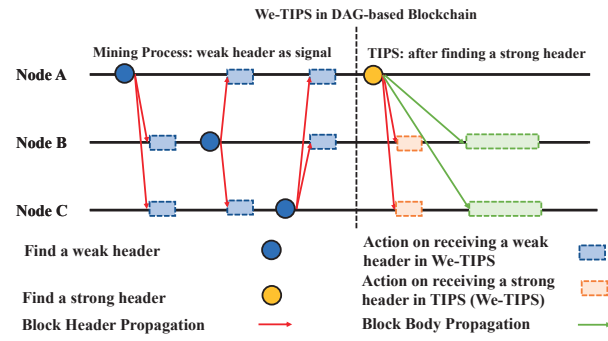 We-TIPS in DAG-based Blockchain
Mining Process: weak header as signal
TIPS: after finding a strong header
Node A
Node B
Node C
Find a weak header
Action on receiving a weak
header in We-TIPS
Find a strong header
Action on receiving a strong
header in TIPS (We-TIPS)
Block Header Propagation
Block Body Propagation